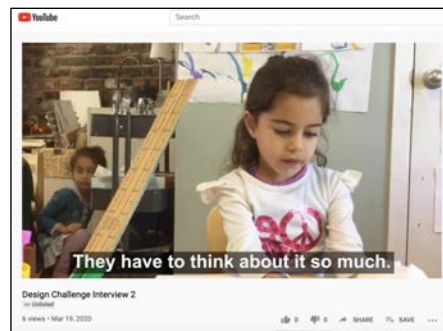 YouTube
Search
They have to think about it so much.
Design Challenge Interview 2
Unlisted
6 views • Mar 19, 2020
0
0
SHARE
SAVE